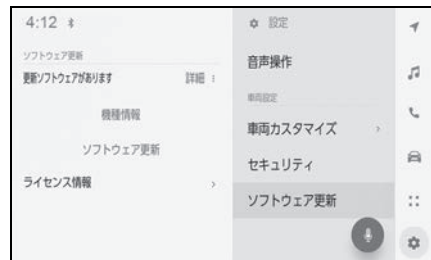 4:12
ソフトウェア更新
更新ソフトウェアがあります 詳細
機種情報
ソフトウェア更新
ライセンス情報
設定
音声操作
車両設定
車両カスタマイズ
セキュリティ
ソフトウェア更新